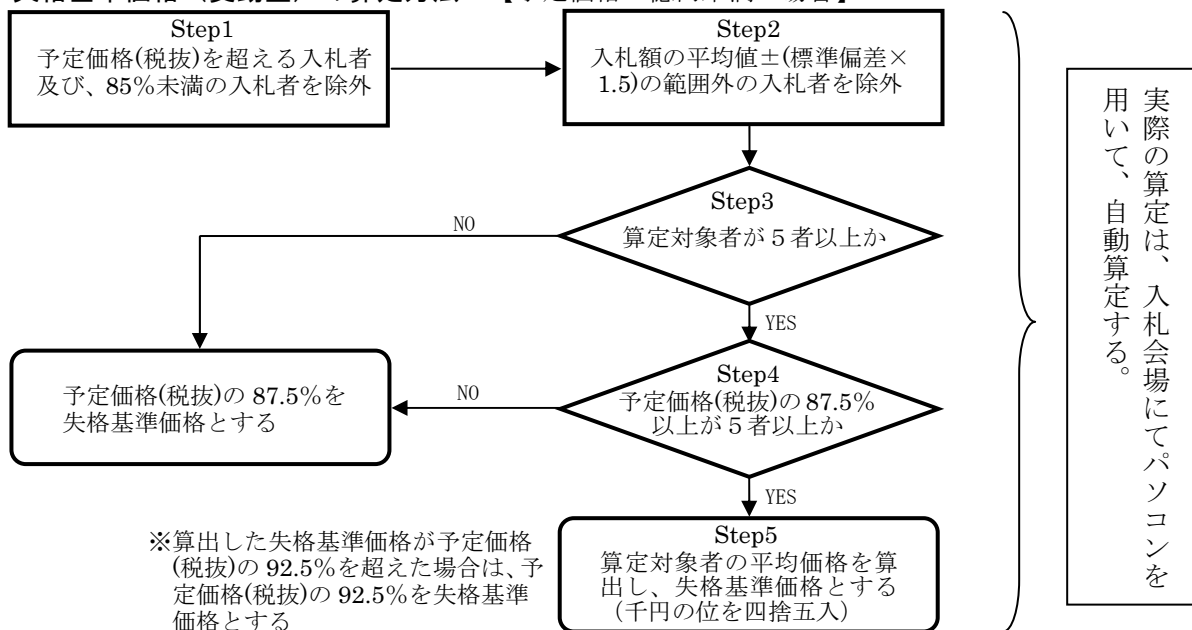 Step1
予定価格(税抜)を超える入札者
及び、85%未満の入札者を除外
Step2
入札額の平均値±(標準偏差×
1.5)の範囲外の入札者を除外
Step3
算定対象者が5者以上か
NO
YES
Step4
予定価格(税抜)の 87.5%
以上が5者以上か
NO
YES
予定価格(税抜)の 87.5%を
失格基準価格とする
Step5
算定対象者の平均価格を算
出し、失格基準価格とする
(千円の位を四捨五入)
※算出した失格基準価格が予定価格
(税抜)の 92.5%を超えた場合は、予
定価格(税抜)の 92.5%を失格基準
価格とする
実際の算定は、入札会場にてパソコンを
用いて、自動算定する。